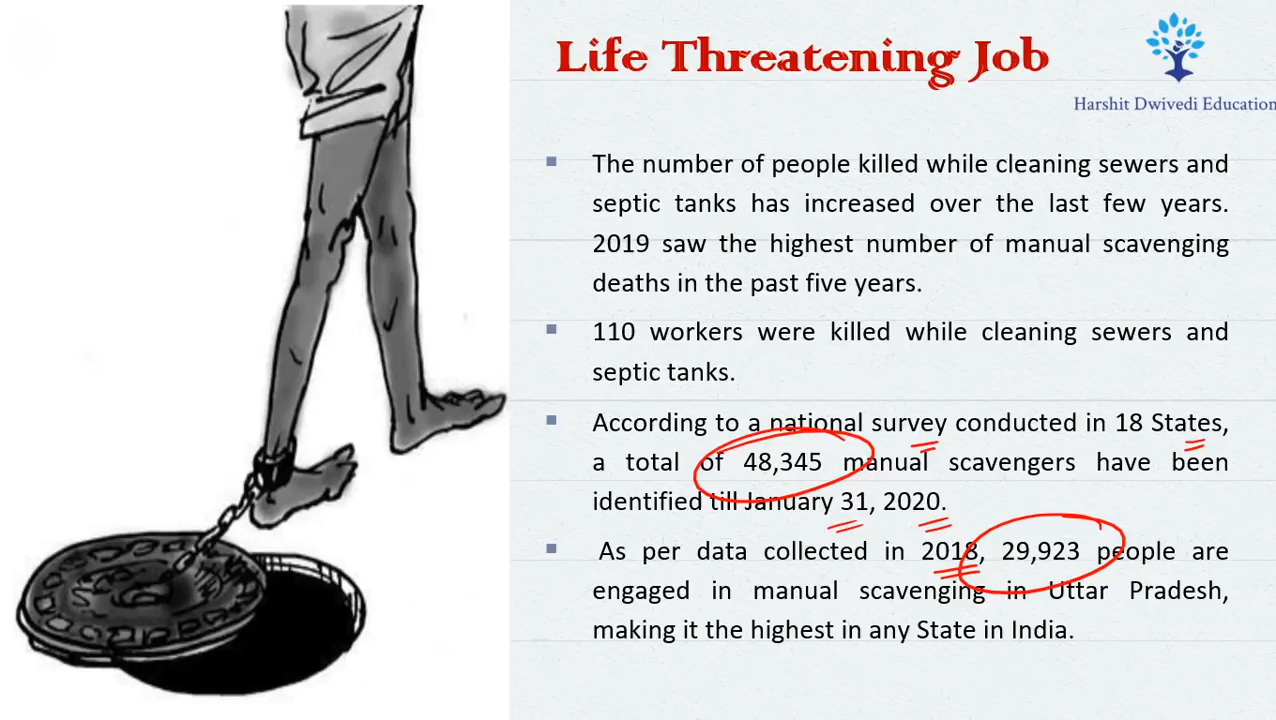 Life Threatening Job
Harshit Dwivedi Education
▪ The number of people killed while cleaning sewers and
septic tanks has increased over the last few years.
2019 saw the highest number of manual scavenging
deaths in the past five years.
▪ 110 workers were killed while cleaning sewers and
septic tanks.
▪ According to a national survey conducted in 18 States,
a total of 48,345 manual scavengers have been
identified till January 31, 2020.
▪ As per data collected in 2018, 29,923 people are
engaged in manual scavenging in Uttar Pradesh,
making it the highest in any State in India.